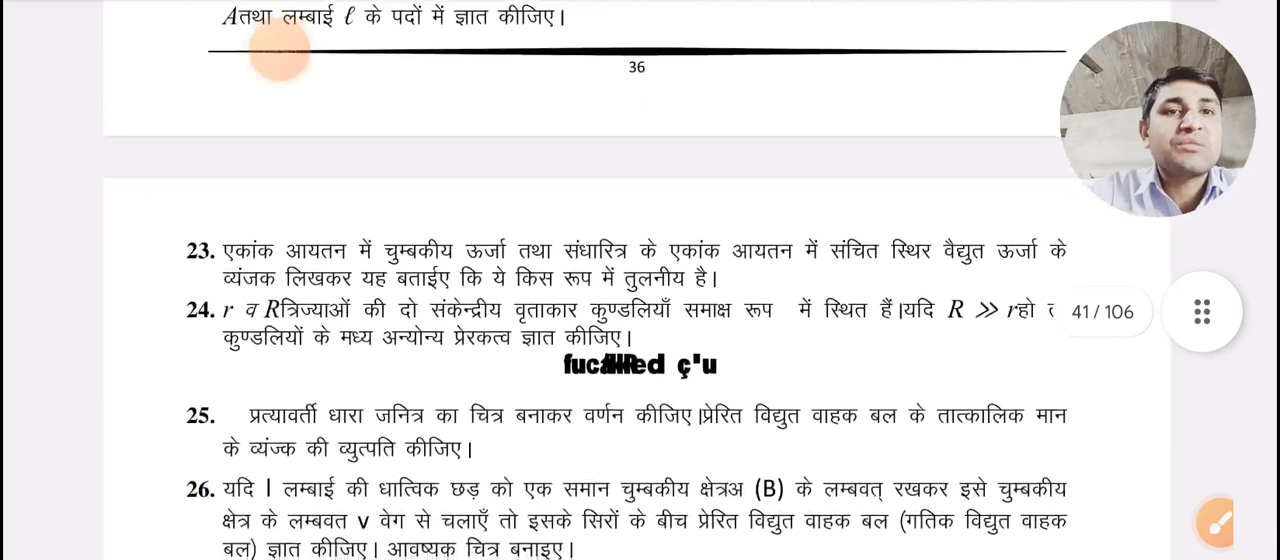 Aतथा लम्बाई ℓ के पदों में ज्ञात कीजिए।
36
23. एकांक आयतन में चुम्बकीय ऊर्जा तथा संधारित्र के एकांक आयतन में संचित स्थिर वैद्युत ऊर्जा के
व्यंजक लिखकर यह बताईए कि ये किस रूप में तुलनीय है।
24. r व Rत्रिज्याओं की दो संकेन्द्रीय वृताकार कुण्डलियाँ समाक्ष रूप में स्थित हैं।यदि R ≫ rहो
41 / 106
कुण्डलियों के मध्य अन्योन्य प्रेरकत्व ज्ञात कीजिए।
25. प्रत्यावर्ती धारा जनित्र का चित्र बनाकर वर्णन कीजिए।प्रेरित विद्युत वाहक बल के तात्कालिक मान
के व्यंज्क की व्युत्पति कीजिए।
26. यदि l लम्बाई की धात्विक छड़ को एक समान चुम्बकीय क्षेत्रअ (B) के लम्बवत् रखकर इसे चुम्बकीय
क्षेत्र के लम्बवत v वेग से चलाएँ तो इसके सिरों के बीच प्रेरित विद्युत वाहक बल (गतिक विद्युत वाहक
बल) ज्ञात कीजिए। आवष्यक चित्र बनाइए।